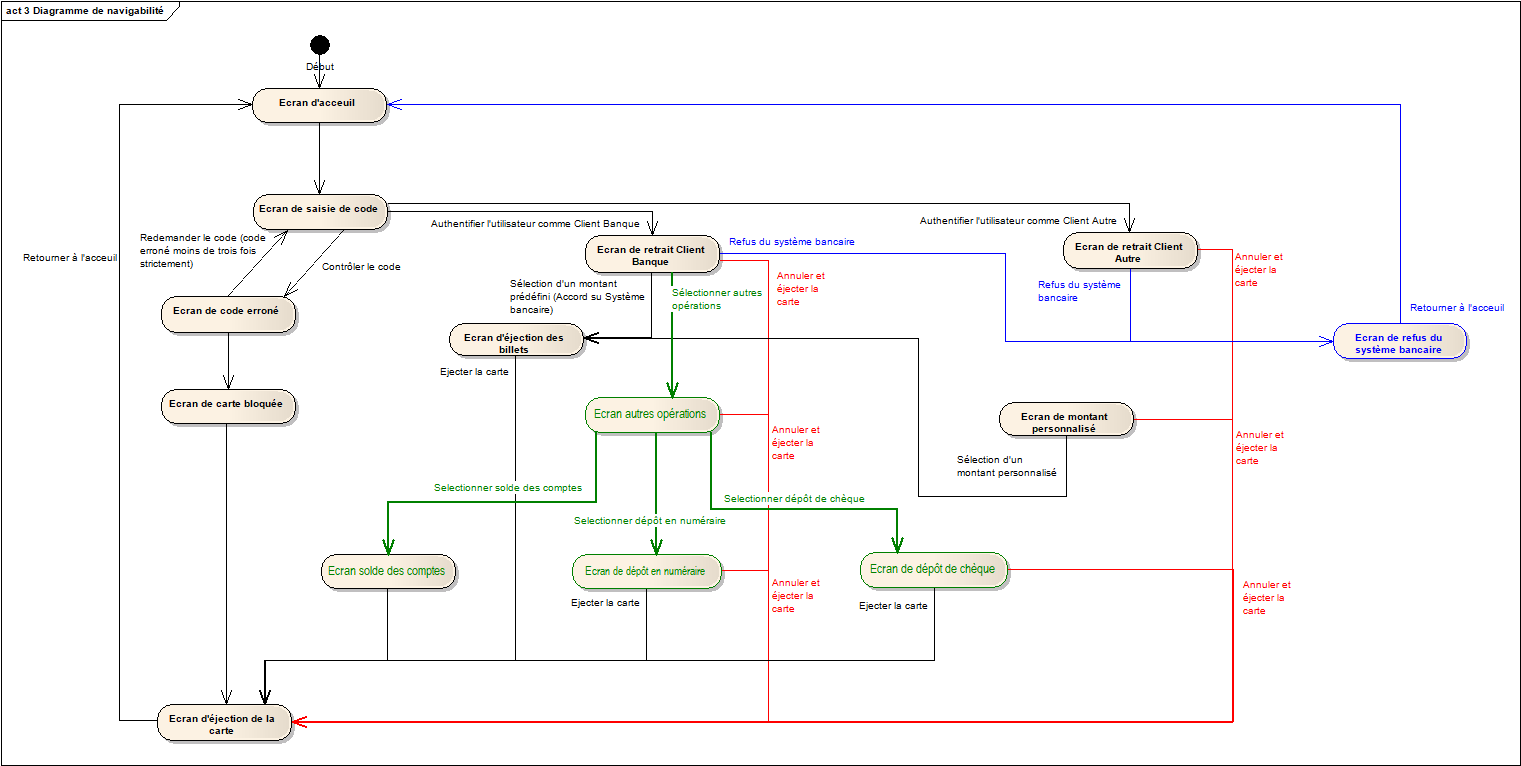 act 3 Diagramme de navigabilité
Début
Ecran d'acceuil
Ecran de saisie de code
Authentifier l'utilisateur comme Client Banque
Authentifier l'utilisateur comme Client Autre
Redemander le code (code
erroné moins de trois fois
strictement)
Retourner à l'acceuil
Contrôler le code
Ecran de retrait Client
Banque
Refus du système bancaire
Ecran de retrait Client
Autre
Annuler et
éjecter la
carte
Annuler et
éjecter la
carte
Sélection d'un montant
prédéfini (Accord su Système
bancaire)
Sélectionner autres
opérations
Refus du système
bancaire
Retourner à l'acceuil
Ecran de code erroné
Ecran d'éjection des
billets
Ecran de refus du
système bancaire
Ejecter la carte
Ecran de carte bloquée
Ecran autres opérations
Ecran de montant
personnalisé
Annuler et
éjecter la
carte
Annuler et
éjecter la
carte
Sélection d'un
montant personnalisé
Selectionner solde des comptes
Selectionner dépôt de chèque
Selectionner dépôt en numéraire
Ecran solde des comptes
Ecran de dépôt en numéraire
Ecran de dépôt de chèque
Annuler et
éjecter la
carte
Annuler et
éjecter la
carte
Ejecter la carte
Ejecter la carte
Ecran d'éjection de la
carte